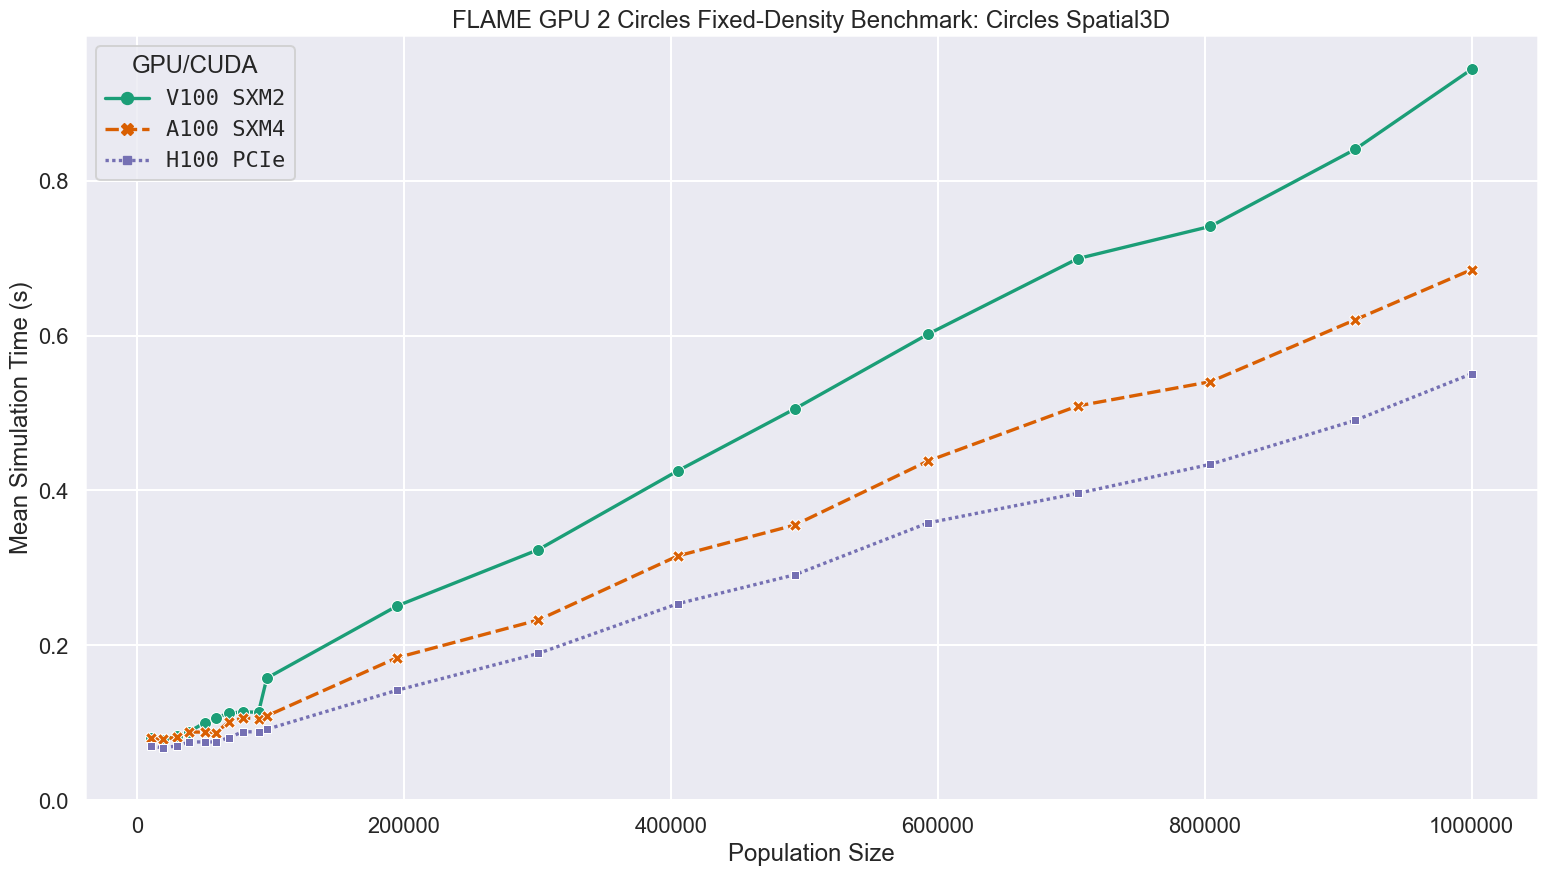 FLAME GPU 2 Circles Fixed-Density Benchmark: Circles Spatial3D
GPU/CUDA
V100 SXM2
A100 SXM4
H100 PCIe
Mean Simulation Time (s)
0.8
0.6
0.4
0.2
0.0
0 200000 400000 600000 800000 1000000
Population Size